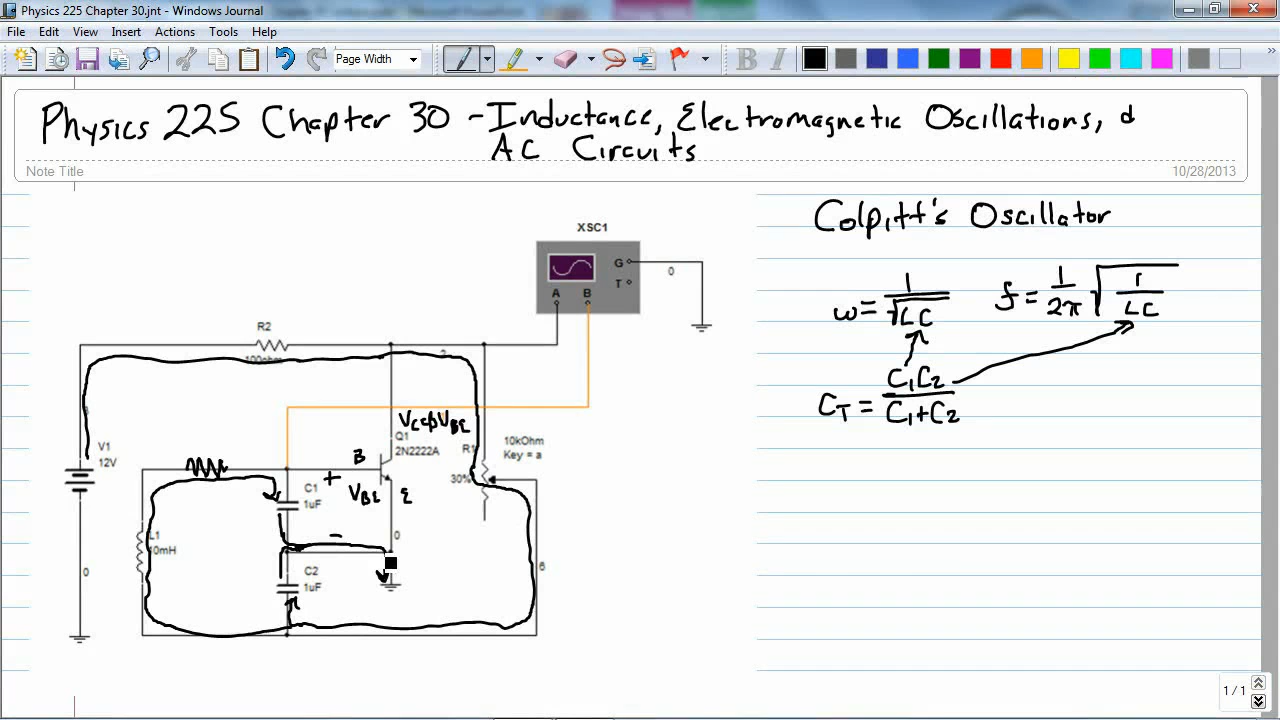 Physics 225 Chapter 30.jnt - Windows Journal
File Edit View Insert Actions Tools Help
Page Width
B I
Physics 225 Chapter 30 - Inductance, Electromagnetic Oscillations, &
AC Circuits
Note Title
10/28/2013
Colpitt's Oscillator
ω = 1/√LC
f = 1/2π √1/LC
C1C2
CT = C1+C2
XSC1
G
T
A B
0
R2
100ohm
V1
12V
0
VCC β VBE
Q1
2N2222A
B
+
VBE
E
R1
10kOhm
Key = a
30%
C1
1uF
-
0
L1
10mH
C2
1uF
6
1 / 1